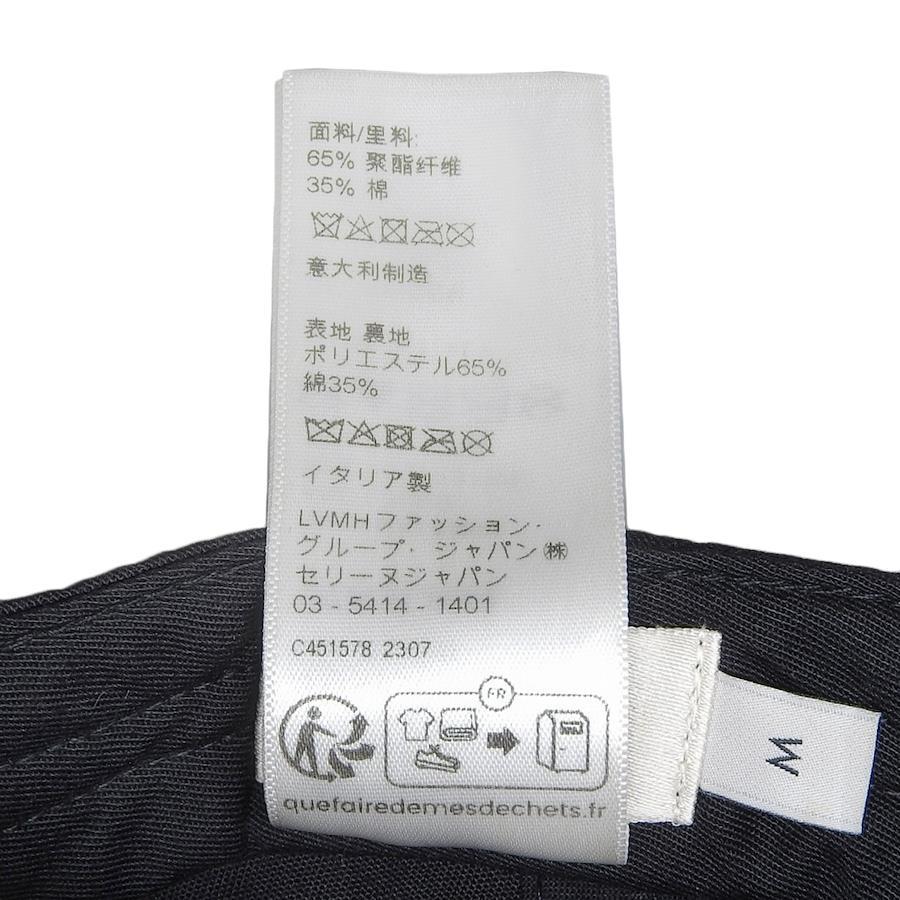 面料/里料:
65% 聚酯纤维
35% 棉
意大利制造
表地 裏地
ポリエステル65%
綿35%
イタリア製
LVMHファッション・
グループ・ジャパン㈱
セリーヌジャパン
03 - 5414 - 1401
C451578 2307
FR
quefairedemesdechets.fr
M